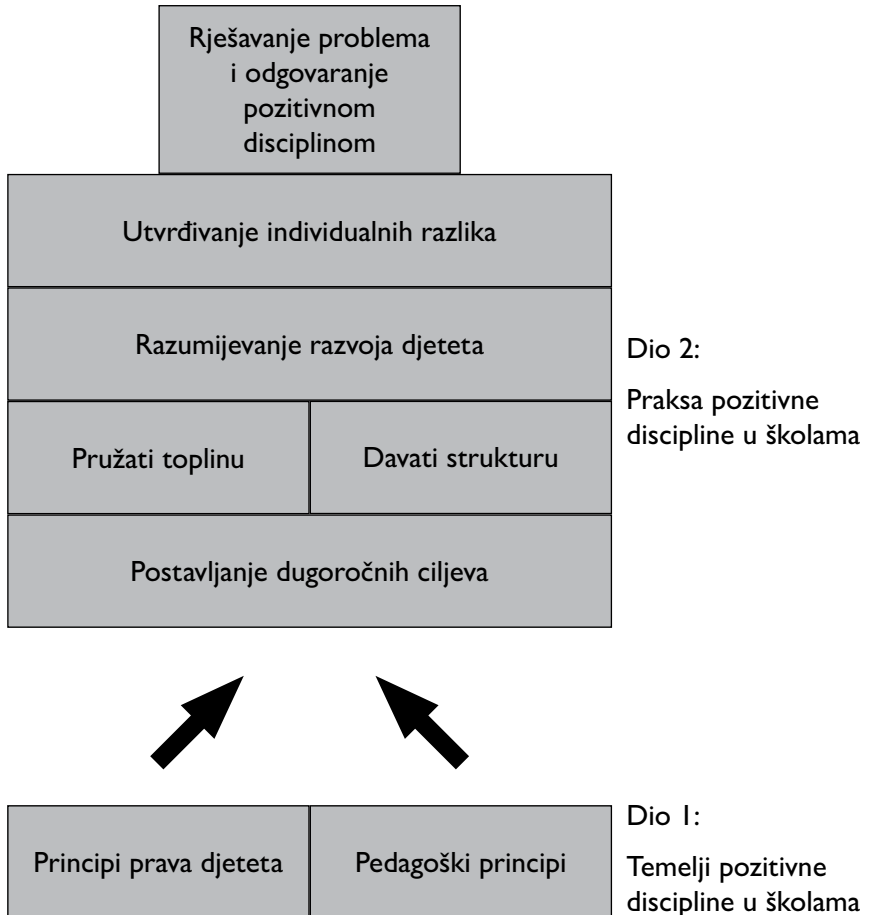 Rješavanje problema
i odgovaranje
pozitivnom
disciplinom
Utvrđivanje individualnih razlika
Razumijevanje razvoja djeteta
Pružati toplinu
Davati strukturu
Postavljanje dugoročnih ciljeva
Dio 2:
Praksa pozitivne
discipline u školama
Principi prava djeteta
Pedagoški principi
Dio 1:
Temelji pozitivne
discipline u školama